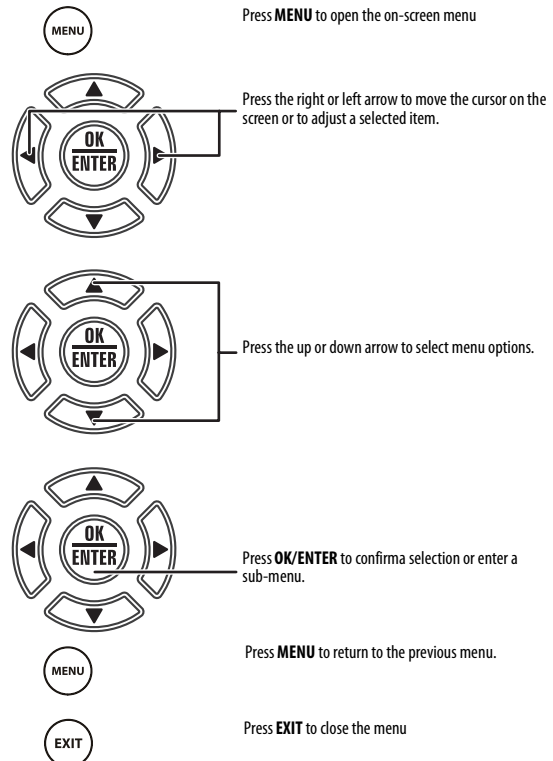 MENU
Press MENU to open the on-screen menu
Press the right or left arrow to move the cursor on the
screen or to adjust a selected item.
OK
ENTER
OK
ENTER
Press the up or down arrow to select menu options.
OK
ENTER
Press OK/ENTER to confirma selection or enter a
sub-menu.
MENU
Press MENU to return to the previous menu.
EXIT
Press EXIT to close the menu